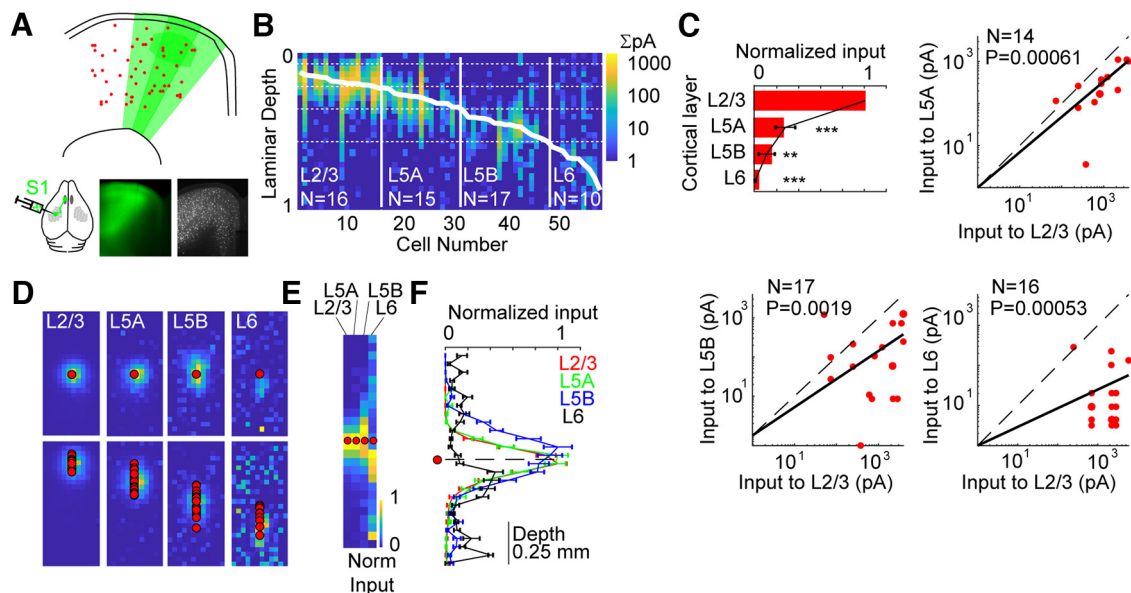 A
S1
B
ΣpA
1000
100
10
1
0
Laminar Depth
1
L2/3
N=16
L5A
N=15
L5B
N=17
L6
N=10
10 20 30 40 50
Cell Number
C
Normalized input
0 1
Cortical layer
L2/3
L5A
***
L5B
**
L6
***
N=14
P=0.00061
Input to L5A (pA)
10³
10¹
10¹ 10³
Input to L2/3 (pA)
N=17
P=0.0019
Input to L5B (pA)
10³
10¹
10¹ 10³
Input to L2/3 (pA)
N=16
P=0.00053
Input to L6 (pA)
10³
10¹
10¹ 10³
Input to L2/3 (pA)
D
L2/3 L5A L5B L6
E
L5A L5B
L2/3 L6
1
0
Norm
Input
F
Normalized input
0 1
L2/3
L5A
L5B
L6
Depth
0.25 mm